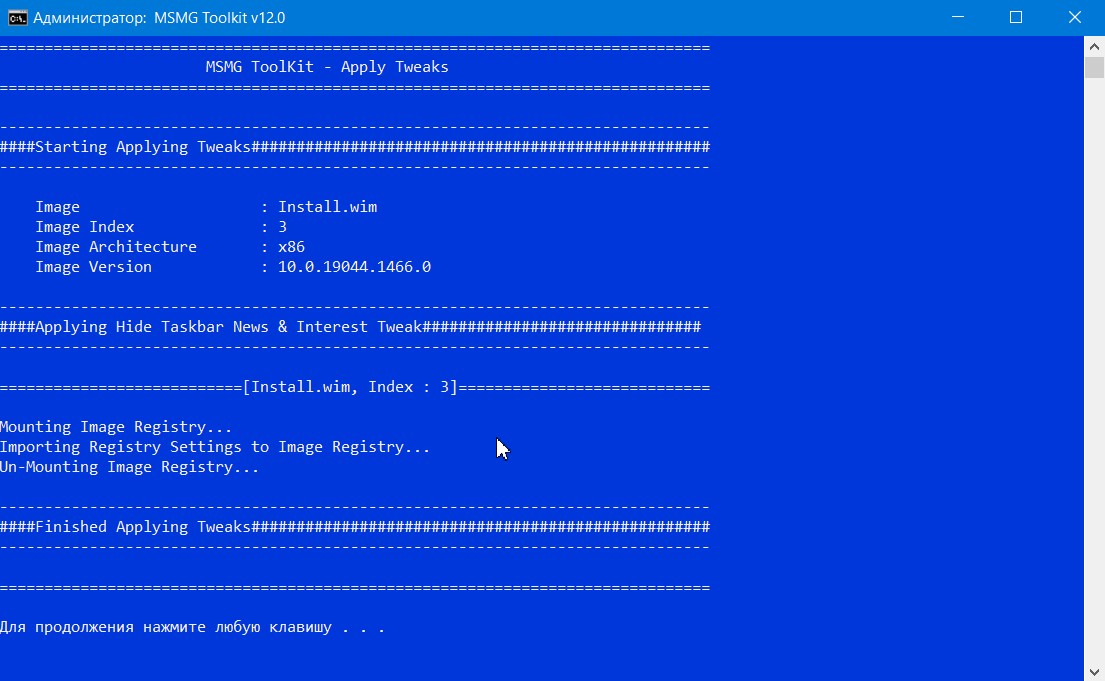 Администратор:  MSMG Toolkit v12.0
===============================================================================
MSMG ToolKit - Apply Tweaks
===============================================================================
-------------------------------------------------------------------------------
####Starting Applying Tweaks###################################################
-------------------------------------------------------------------------------
Image                    : Install.wim
Image Index              : 3
Image Architecture       : x86
Image Version            : 10.0.19044.1466.0
-------------------------------------------------------------------------------
####Applying Hide Taskbar News & Interest Tweak###############################
-------------------------------------------------------------------------------
===========================[Install.wim, Index : 3]============================
Mounting Image Registry...
Importing Registry Settings to Image Registry...
Un-Mounting Image Registry...
-------------------------------------------------------------------------------
####Finished Applying Tweaks###################################################
-------------------------------------------------------------------------------
===============================================================================
Для продолжения нажмите любую клавишу . . .